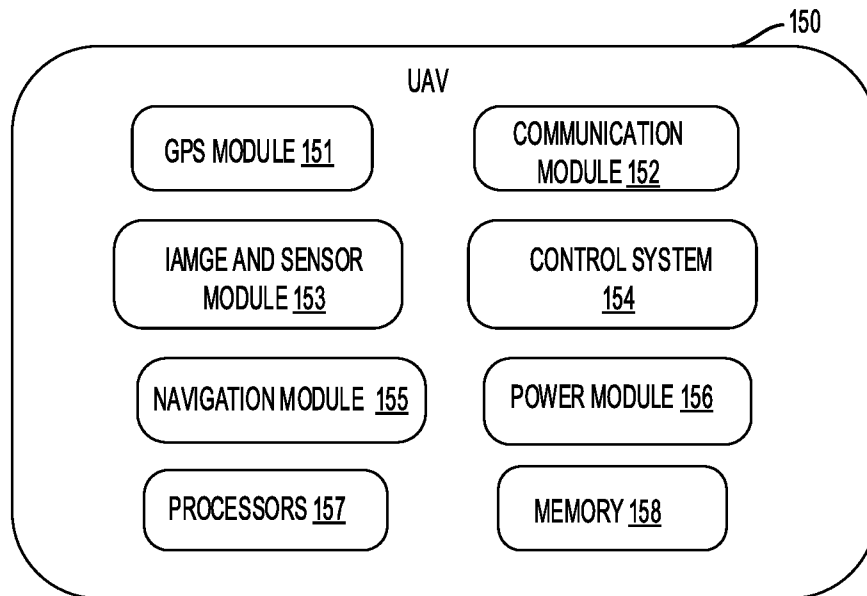 150
UAV
GPS MODULE 151
COMMUNICATION
MODULE 152
IAMGE AND SENSOR
MODULE 153
CONTROL SYSTEM
154
NAVIGATION MODULE 155
POWER MODULE 156
PROCESSORS 157
MEMORY 158